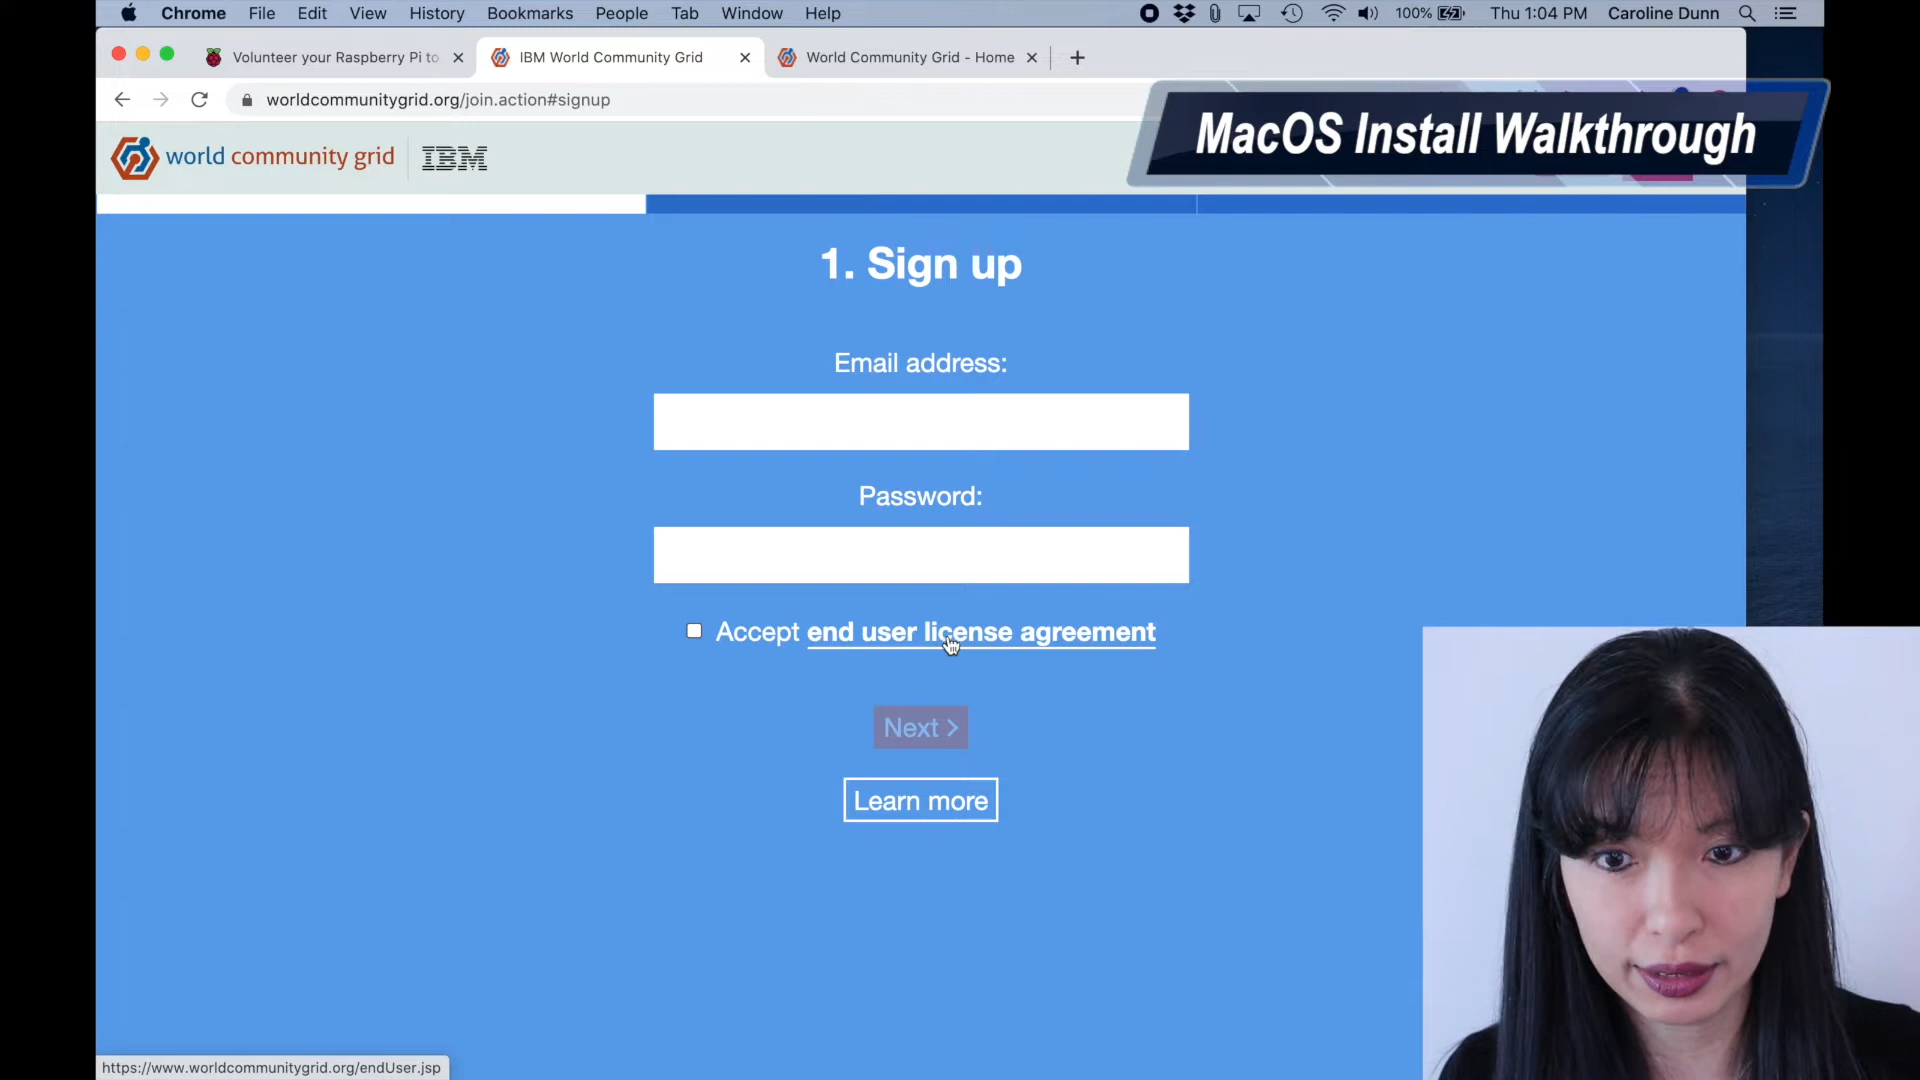 Chrome File Edit View History Bookmarks People Tab Window Help 100% Thu 1:04 PM Caroline Dunn
Volunteer your Raspberry Pi to IBM World Community Grid World Community Grid - Home
worldcommunitygrid.org/join.action#signup
MacOS Install Walkthrough
world community grid IBM
1. Sign up
Email address:
Password:
Accept end user license agreement
Next >
Learn more
https://www.worldcommunitygrid.org/endUser.jsp